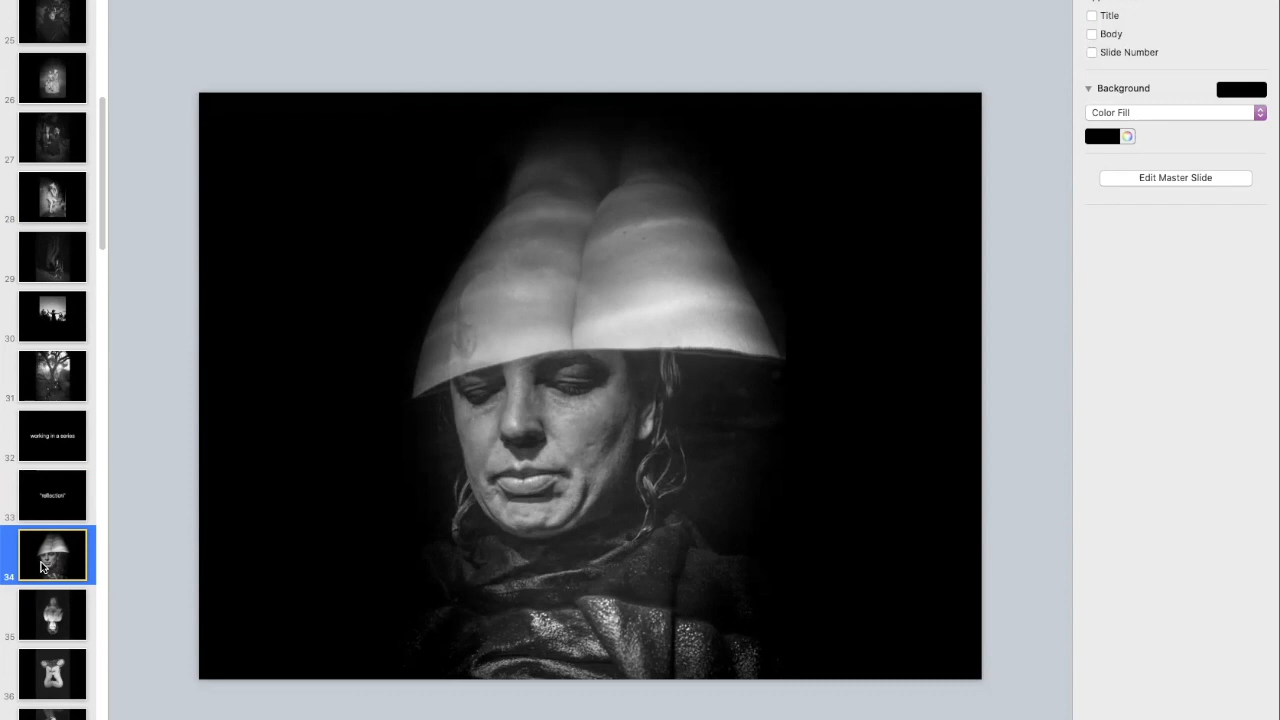 25
26
27
28
29
30
31
working in a series
32
"reflection"
33
34
35
36
Title
Body
Slide Number
Background
Color Fill
Edit Master Slide